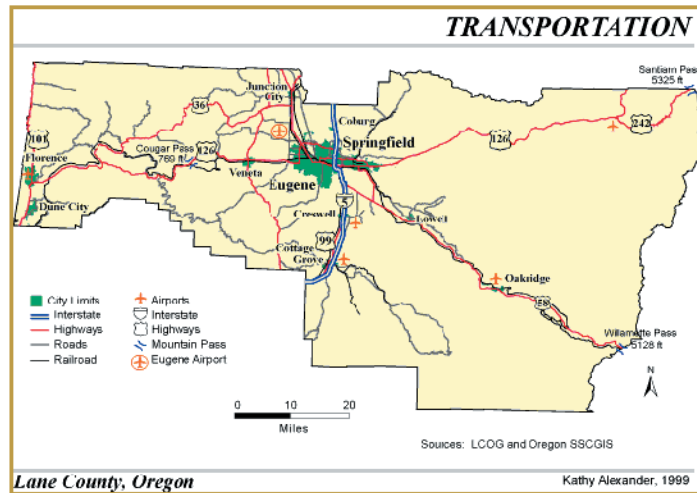 TRANSPORTATION
Santiam Pass
5325 ft
Junction
City
36
Coburg
242
101
126
Cougar Pass
769 ft
126
Springfield
Florence
Veneta
Eugene
Dune City
Creswell
5
Lowell
99
Cottage
Grove
Oakridge
58
Willamette Pass
5128 ft
City Limits
Interstate
Highways
Roads
Railroad
Airports
Interstate
Highways
Mountain Pass
Eugene Airport
N
0 10 20
Miles
Sources: LCOG and Oregon SSCGIS
Lane County, Oregon
Kathy Alexander, 1999